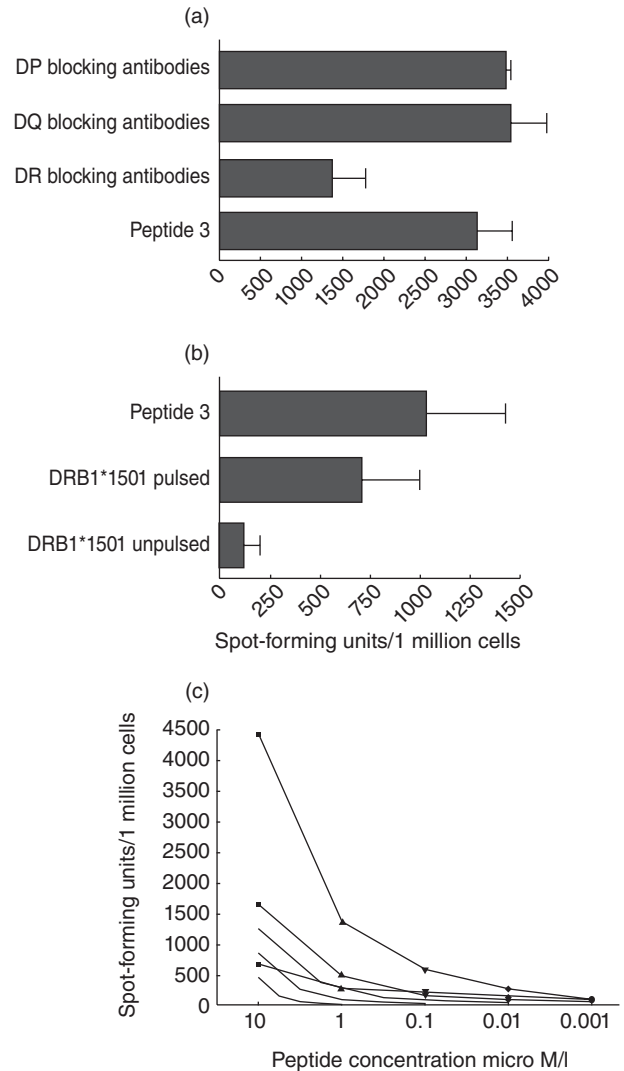 (a)
DP blocking antibodies
DQ blocking antibodies
DR blocking antibodies
Peptide 3
0 500 1000 1500 2000 2500 3000 3500 4000
(b)
Peptide 3
DRB1*1501 pulsed
DRB1*1501 unpulsed
0 250 500 750 1000 1250 1500
Spot-forming units/1 million cells
(c)
Spot-forming units/1 million cells
4500
4000
3500
3000
2500
2000
1500
1000
500
0
10 1 0.1 0.01 0.001
Peptide concentration micro M/l